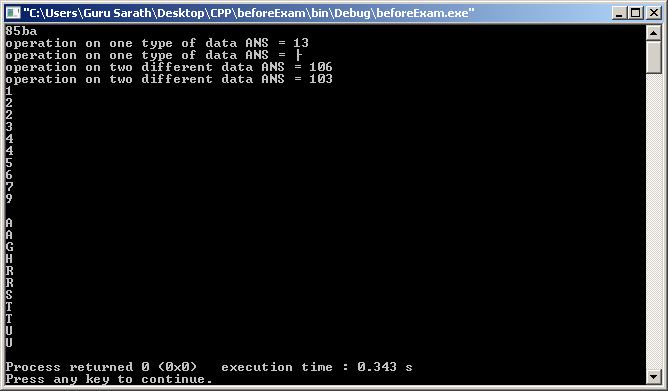 "C:\Users\Guru Sarath\Desktop\CPP\beforeExam\bin\Debug\beforeExam.exe"
85ba
operation on one type of data ANS = 13
operation on one type of data ANS = ├
operation on two different data ANS = 106
operation on two different data ANS = 103
1
2
2
3
4
4
5
6
7
9
A
A
G
H
R
R
S
T
T
U
U
Process returned 0 (0x0)   execution time : 0.343 s
Press any key to continue.